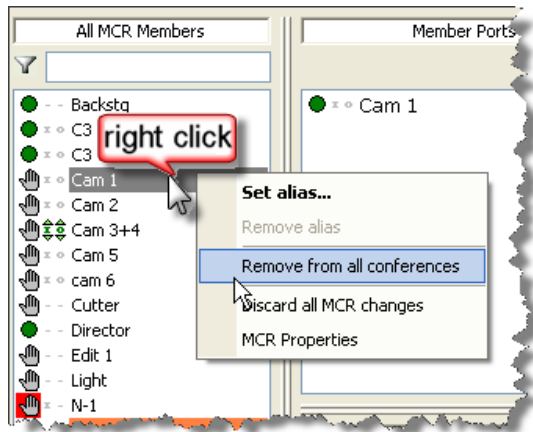 All MCR Members
Member Ports
Backstg
C3
C3
right click
Cam 1
Cam 2
Cam 3+4
Cam 5
cam 6
Cutter
Director
Edit 1
Light
N-1
Cam 1
Set alias...
Remove alias
Remove from all conferences
Discard all MCR changes
MCR Properties